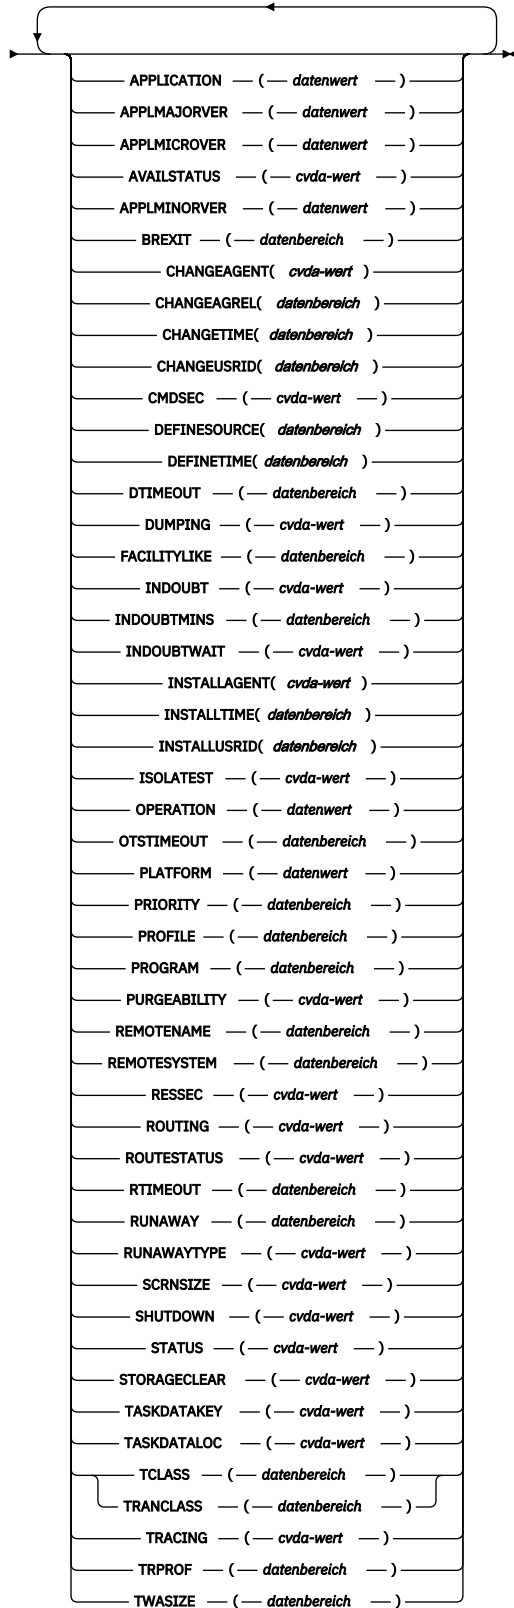 APPLICATION ( datenwert )
APPLMAJORVER ( datenwert )
APPLMICROVER ( datenwert )
AVAILSTATUS ( cvda-wert )
APPLMINORVER ( datenwert )
BREXIT ( datenbereich )
CHANGEAGENT( cvda-wert )
CHANGEAGREL( datenbereich )
CHANGETIME( datenbereich )
CHANGEUSRID( datenbereich )
CMDSEC ( cvda-wert )
DEFINESOURCE( datenbereich )
DEFINETIME( datenbereich )
DTIMEOUT ( datenbereich )
DUMPING ( cvda-wert )
FACILITYLIKE ( datenbereich )
INDOUBT ( cvda-wert )
INDOUBTMINS ( datenbereich )
INDOUBTWAIT ( cvda-wert )
INSTALLAGENT( cvda-wert )
INSTALLTIME( datenbereich )
INSTALLUSRID( datenbereich )
ISOLATEST ( cvda-wert )
OPERATION ( datenwert )
OTSTIMEOUT ( datenbereich )
PLATFORM ( datenwert )
PRIORITY ( datenbereich )
PROFILE ( datenbereich )
PROGRAM ( datenbereich )
PURGEABILITY ( cvda-wert )
REMOTENAME ( datenbereich )
REMOTESYSTEM ( datenbereich )
RESSEC ( cvda-wert )
ROUTING ( cvda-wert )
ROUTESTATUS ( cvda-wert )
RTIMEOUT ( datenbereich )
RUNAWAY ( datenbereich )
RUNAWAYTYPE ( cvda-wert )
SCRNSIZE ( cvda-wert )
SHUTDOWN ( cvda-wert )
STATUS ( cvda-wert )
STORAGECLEAR ( cvda-wert )
TASKDATAKEY ( cvda-wert )
TASKDATALOC ( cvda-wert )
TCLASS ( datenbereich )
TRANCLASS ( datenbereich )
TRACING ( cvda-wert )
TRPROF ( datenbereich )
TWASIZE ( datenbereich )